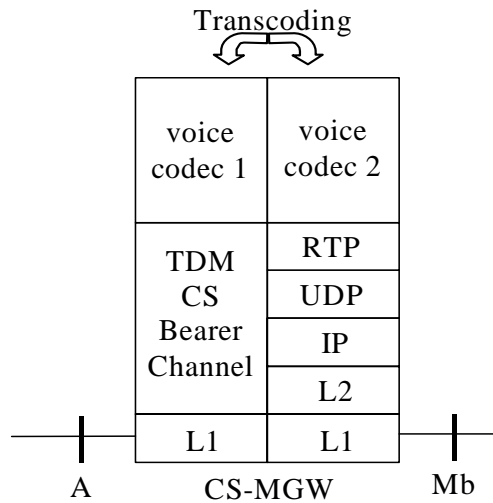 Transcoding
voice
codec 1
voice
codec 2
TDM
CS
Bearer
Channel
RTP
UDP
IP
L2
L1
L1
A
CS-MGW
Mb